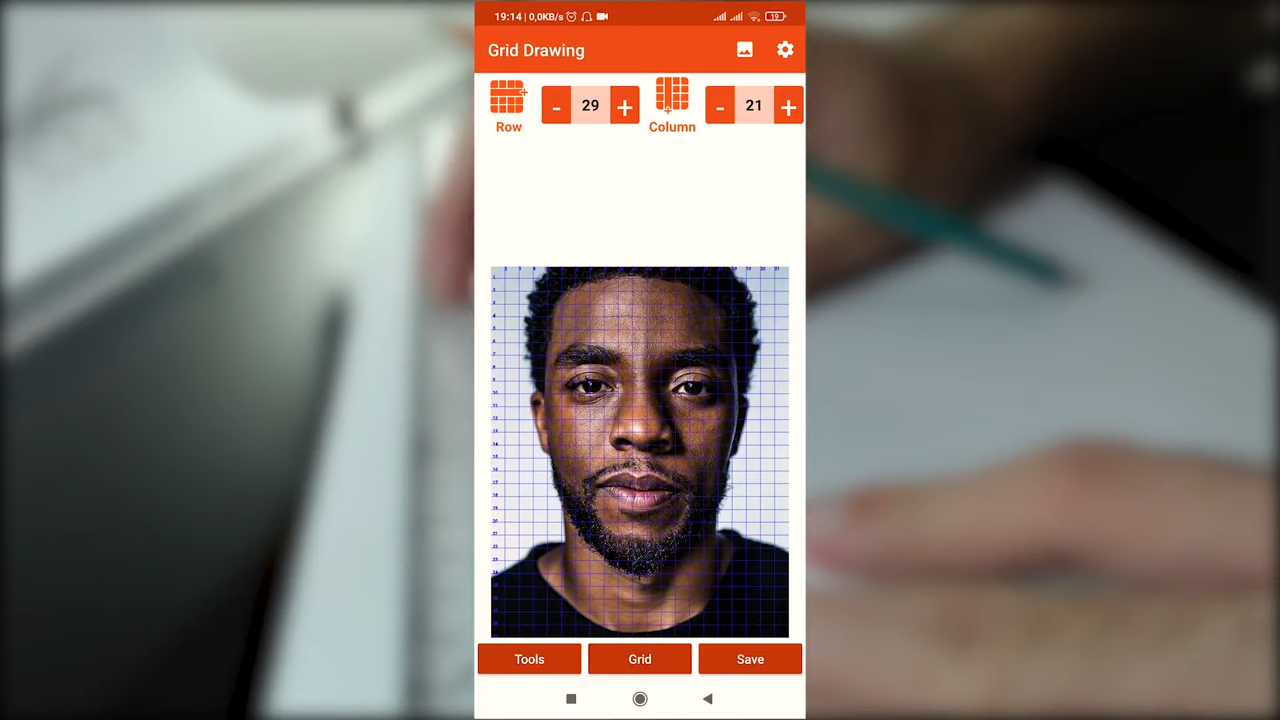 19:14 | 0,0KB/s 19
Grid Drawing
Row - 29 + Column - 21 +
Tools Grid Save